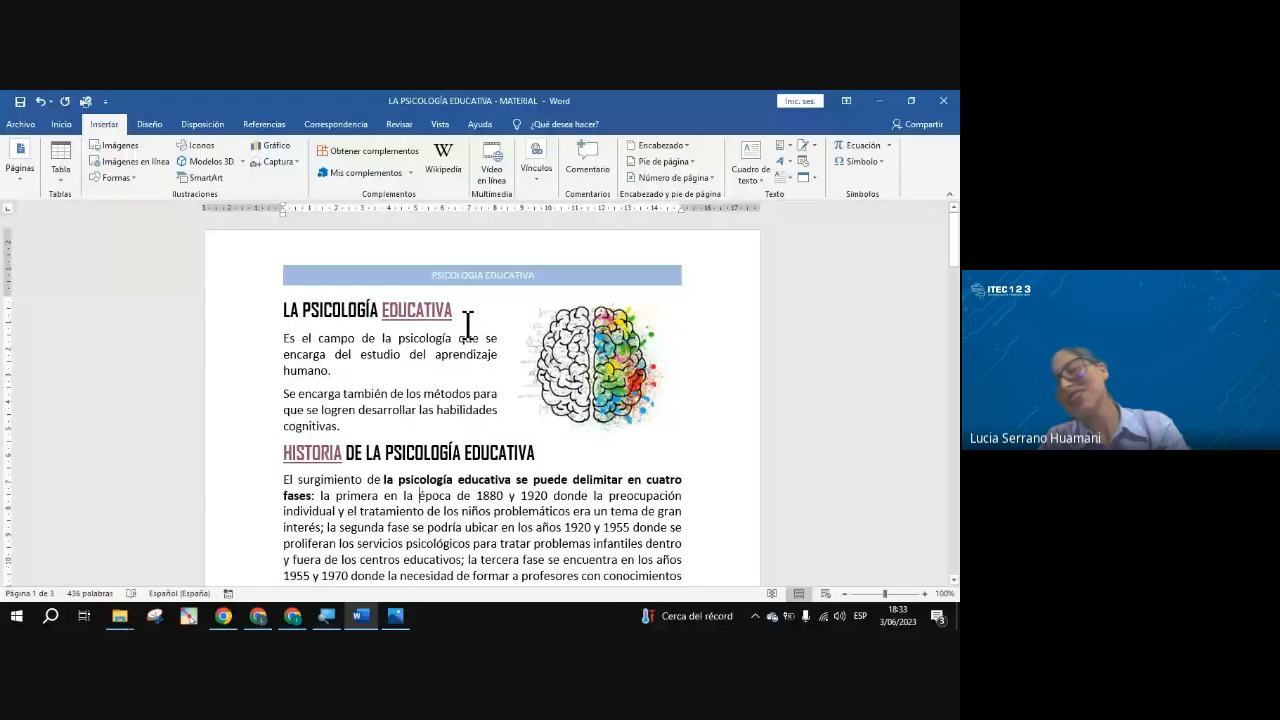 LA PSICOLOGÍA EDUCATIVA - MATERIAL - Word
Inic. ses.
Archivo Inicio Insertar Diseño Disposición Referencias Correspondencia Revisar Vista Ayuda ¿Qué desea hacer? Compartir
Páginas
Tabla
Tablas
Imágenes
Imágenes en línea
Formas
Iconos
Modelos 3D
SmartArt
Gráfico
Captura
Ilustraciones
Obtener complementos
Mis complementos
Wikipedia
Complementos
Vídeo
en línea
Multimedia
Vínculos
Comentario
Comentarios
Encabezado
Pie de página
Número de página
Encabezado y pie de página
Cuadro de
texto
Texto
Ecuación
Símbolo
Símbolos
PSICOLOGIA EDUCATIVA
LA PSICOLOGÍA EDUCATIVA
Es el campo de la psicología que se
encarga del estudio del aprendizaje
humano.
Se encarga también de los métodos para
que se logren desarrollar las habilidades
cognitivas.
HISTORIA DE LA PSICOLOGÍA EDUCATIVA
El surgimiento de la psicología educativa se puede delimitar en cuatro
fases: la primera en la época de 1880 y 1920 donde la preocupación
individual y el tratamiento de los niños problemáticos era un tema de gran
interés; la segunda fase se podría ubicar en los años 1920 y 1955 donde se
proliferan los servicios psicológicos para tratar problemas infantiles dentro
y fuera de los centros educativos; la tercera fase se encuentra en los años
1955 y 1970 donde la necesidad de formar a profesores con conocimientos
Página 1 de 3 436 palabras Español (España) 100%
Cerca del récord ESP 18:33
3/06/2023
3
ITEC 1 2 3
Lucia Serrano Huamani